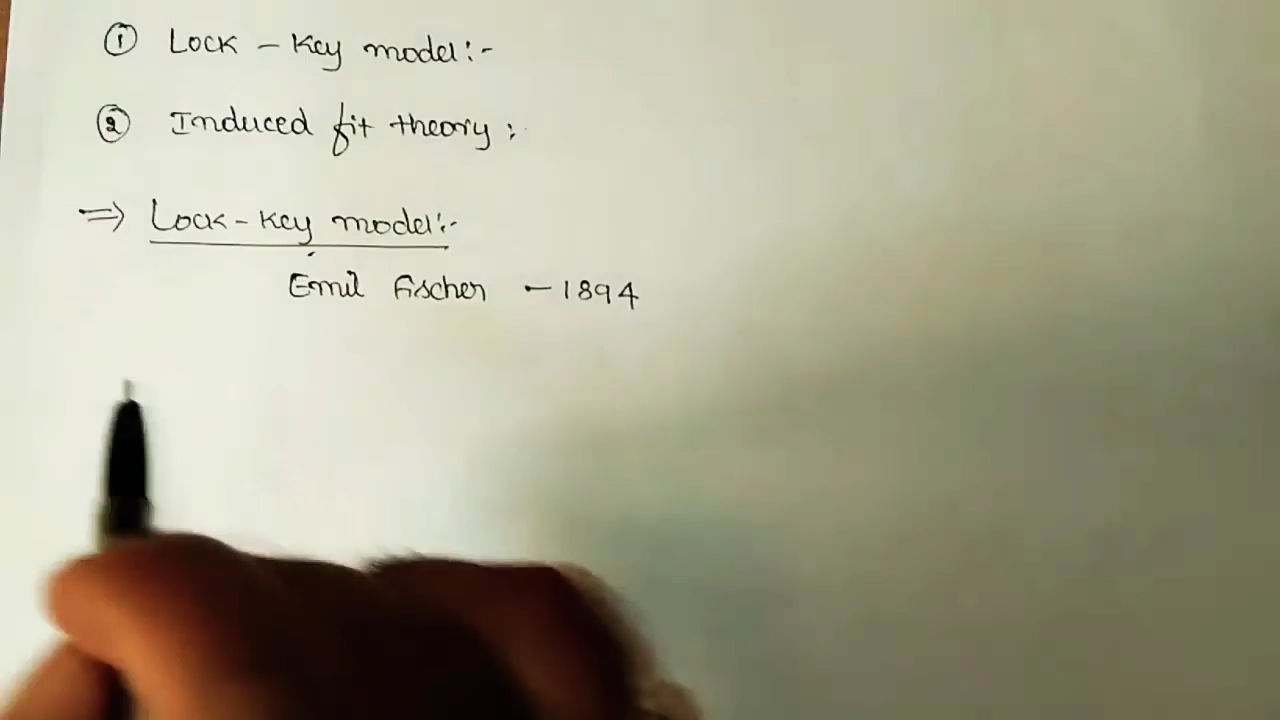 ① Lock - Key model:-
② Induced fit theory :
⇒ Lock - Key model:-
Emil Fischer - 1894